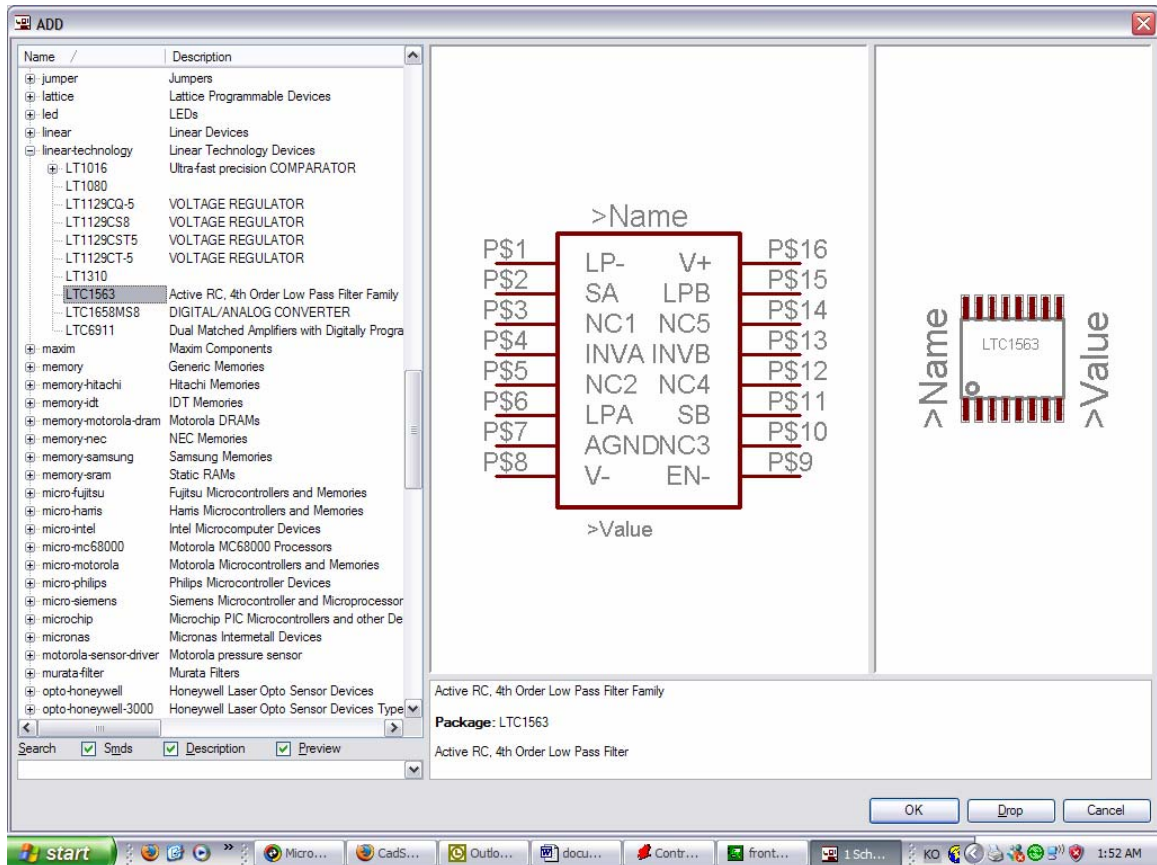 ADD
Name / Description
jumper Jumpers
lattice Lattice Programmable Devices
led LEDs
linear Linear Devices
linear-technology Linear Technology Devices
LT1016 Ultra-fast precision COMPARATOR
LT1080
LT1129CQ-5 VOLTAGE REGULATOR
LT1129CS8 VOLTAGE REGULATOR
LT1129CST5 VOLTAGE REGULATOR
LT1129CT-5 VOLTAGE REGULATOR
LT1310
LTC1563 Active RC, 4th Order Low Pass Filter Family
LTC1658MS8 DIGITAL/ANALOG CONVERTER
LTC6911 Dual Matched Amplifiers with Digitally Progra
maxim Maxim Components
memory Generic Memories
memory-hitachi Hitachi Memories
memory-idt IDT Memories
memory-motorola-dram Motorola DRAMs
memory-nec NEC Memories
memory-samsung Samsung Memories
memory-sram Static RAMs
micro-fujitsu Fujitsu Microcontrollers and Memories
micro-harris Harris Microcontrollers and Memories
micro-intel Intel Microcomputer Devices
micro-mc68000 Motorola MC68000 Processors
micro-motorola Motorola Microcontrollers and Memories
micro-philips Philips Microcontroller Devices
micro-siemens Siemens Microcontroller and Microprocessor
microchip Microchip PIC Microcontrollers and other De
micronas Micronas Intermetall Devices
motorola-sensor-driver Motorola pressure sensor
murata-filter Murata Filters
opto-honeywell Honeywell Laser Opto Sensor Devices
opto-honeywell-3000 Honeywell Laser Opto Sensor Devices Type
Search Smds Description Preview
>Name
P$1 LP- V+ P$16
P$2 SA LPB P$15
P$3 NC1 NC5 P$14
P$4 INVA INVB P$13
P$5 NC2 NC4 P$12
P$6 LPA SB P$11
P$7 AGND NC3 P$10
P$8 V- EN- P$9
>Value
>Name
LTC1563
>Value
Active RC, 4th Order Low Pass Filter Family
Package: LTC1563
Active RC, 4th Order Low Pass Filter
OK Drop Cancel
start » Micro... CadS... Outlo... docu... Contr... front... 1 Sch... KO 1:52 AM